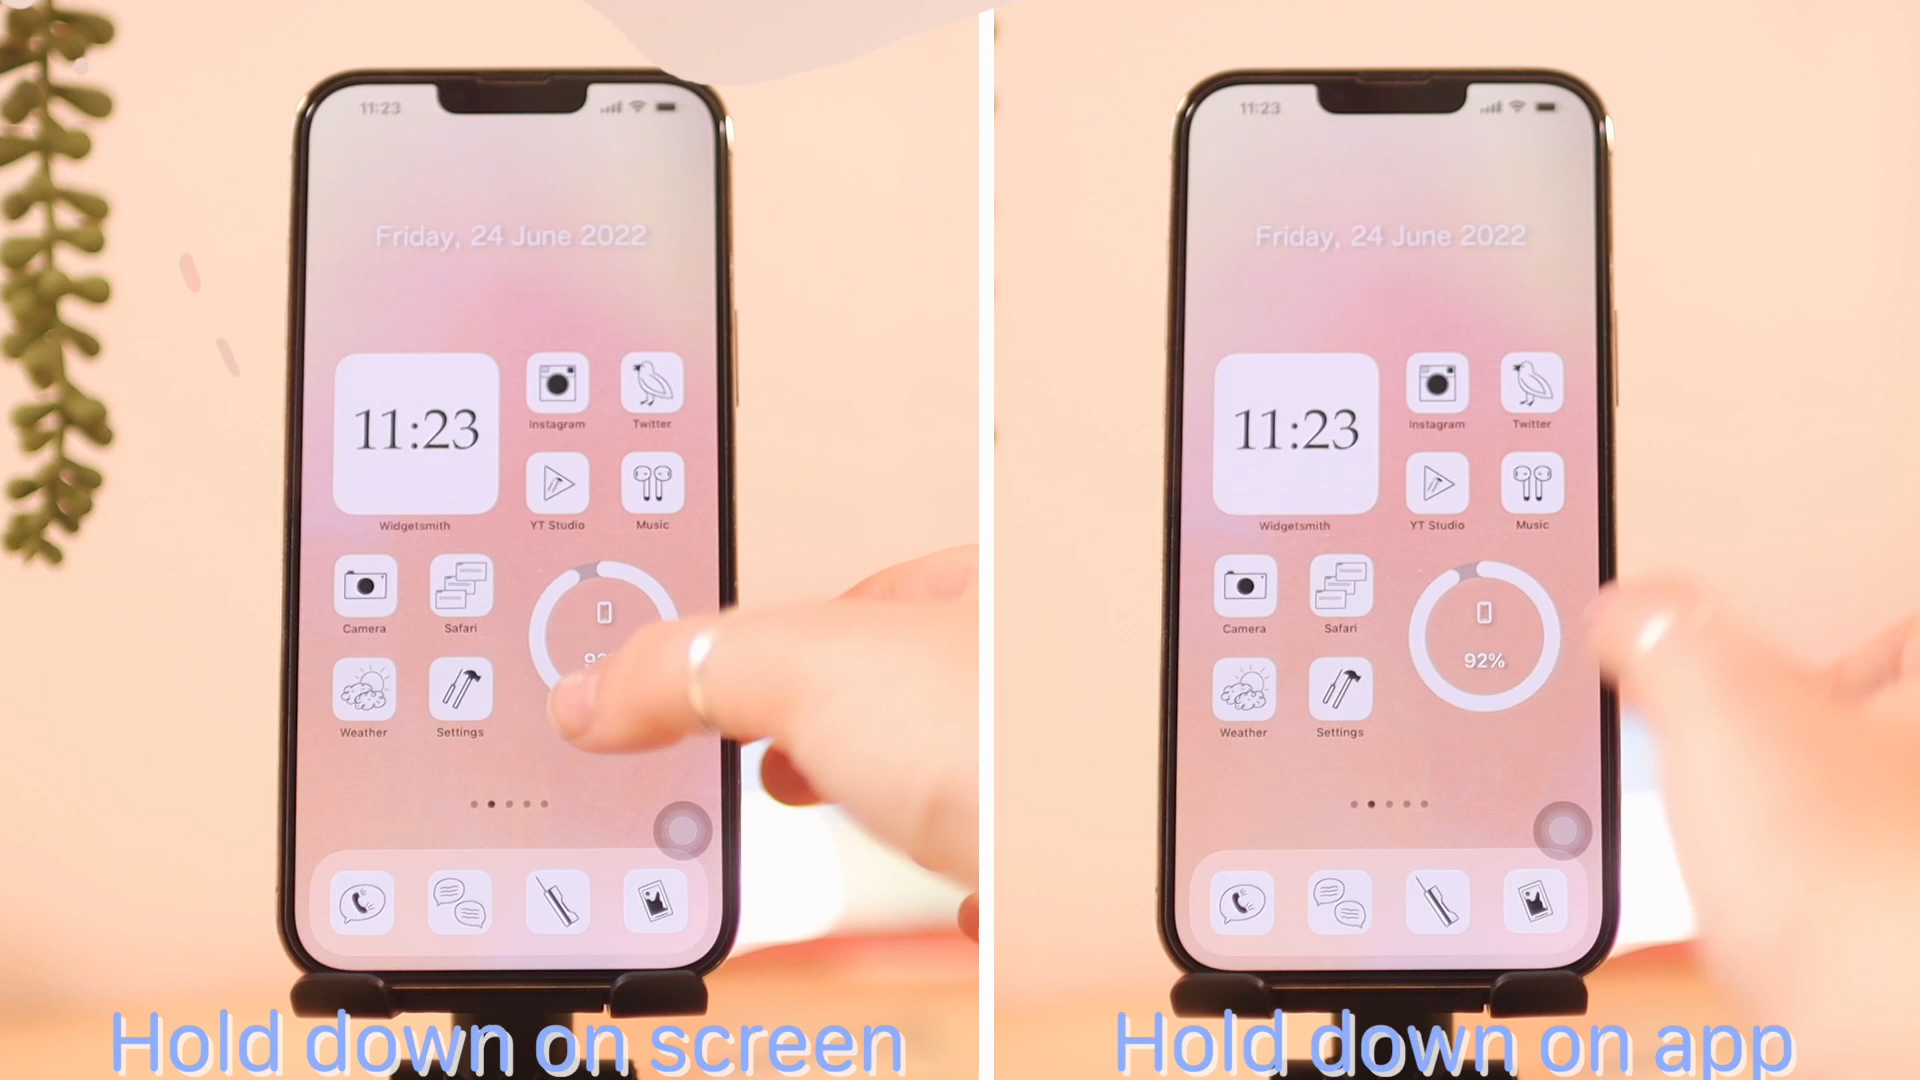 11:23
Friday, 24 June 2022
11:23
Instagram
Twitter
YT Studio
Music
Widgetsmith
Camera
Safari
Weather
Settings
Hold down on screen
11:23
Friday, 24 June 2022
11:23
Instagram
Twitter
YT Studio
Music
Widgetsmith
Camera
Safari
92%
Weather
Settings
Hold down on app